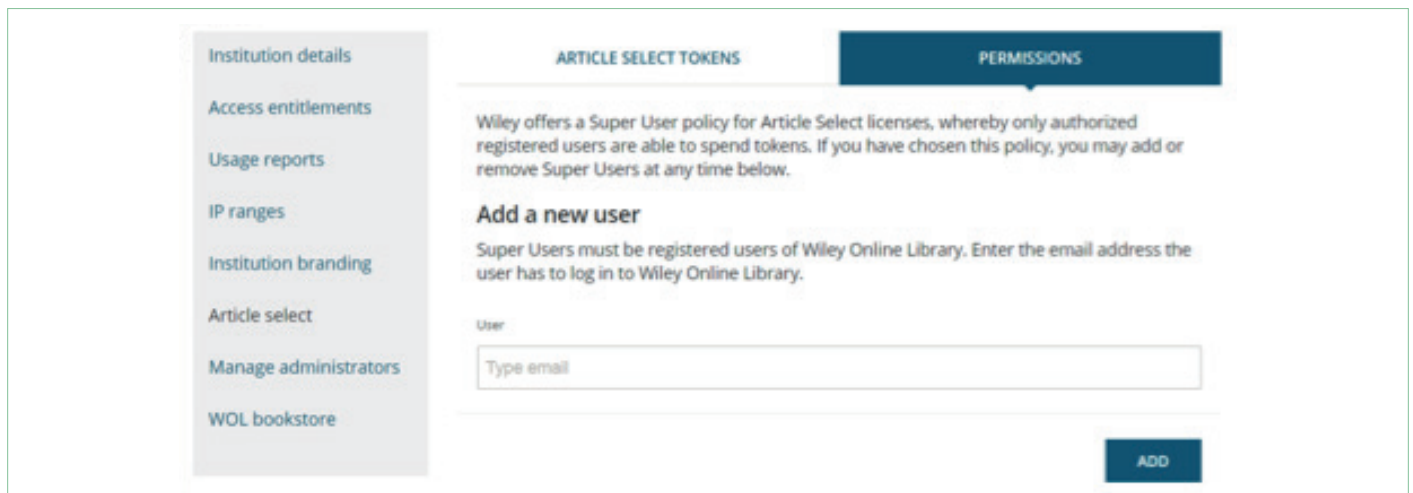 Institution details
Access entitlements
Usage reports
IP ranges
Institution branding
Article select
Manage administrators
WOL bookstore
ARTICLE SELECT TOKENS
PERMISSIONS
Wiley offers a Super User policy for Article Select licenses, whereby only authorized
registered users are able to spend tokens. If you have chosen this policy, you may add or
remove Super Users at any time below.
Add a new user
Super Users must be registered users of Wiley Online Library. Enter the email address the
user has to log in to Wiley Online Library.
User
Type email
ADD